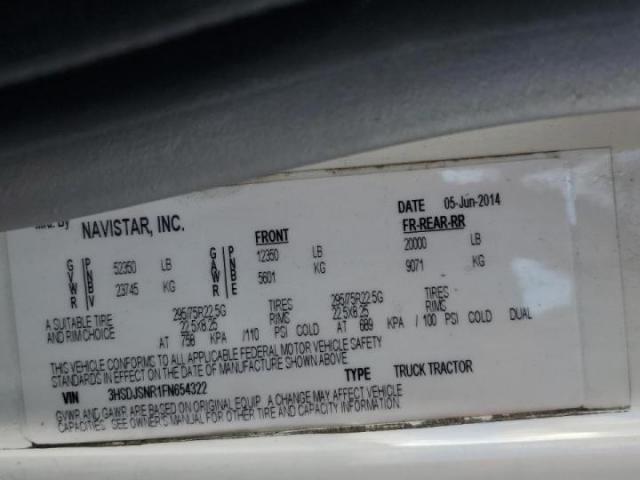 Mfd. By NAVISTAR, INC. DATE 05-Jun-2014
FRONT FR-REAR-RR
G V W R P N B V 52350 LB 23745 KG G A W R P N B E 12350 LB 5601 KG 20000 LB 9071 KG
A SUITABLE TIRE 295/75R22.5G TIRES 295/75R22.5G TIRES
AND RIM CHOICE 22.5X8.25 RIMS 22.5X8.25 RIMS
AT 758 KPA /110 PSI COLD AT 689 KPA / 100 PSI COLD DUAL
THIS VEHICLE CONFORMS TO ALL APPLICABLE FEDERAL MOTOR VEHICLE SAFETY
STANDARDS IN EFFECT ON THE DATE OF MANUFACTURE SHOWN ABOVE.
VIN 3HSDJSNR1FN654322 TYPE TRUCK TRACTOR
GVWR AND GAWR ARE BASED ON ORIGINAL EQUIP. A CHANGE MAY AFFECT VEHICLE
CAPACITIES. SEE OWNER'S MANUAL FOR OTHER TIRE AND CAPACITY INFORMATION.